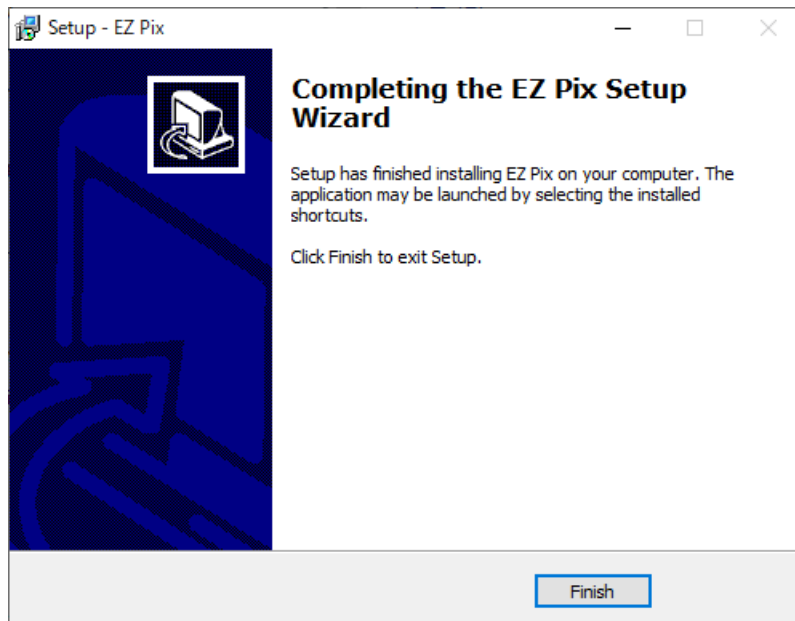 Setup - EZ Pix
Completing the EZ Pix Setup
Wizard
Setup has finished installing EZ Pix on your computer. The
application may be launched by selecting the installed
shortcuts.
Click Finish to exit Setup.
Finish